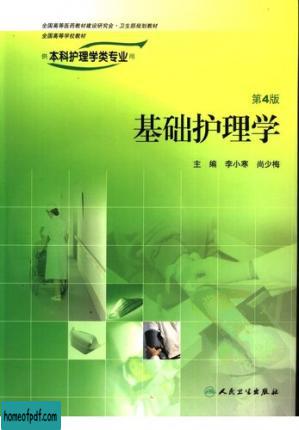 全国高等医药教材建设研究会·卫生部规划教材
全国高等学校教材
供本科护理学类专业用
第4版
基础护理学
主 编 李小寒 尚少梅
人民卫生出版社
homeofpdf.com